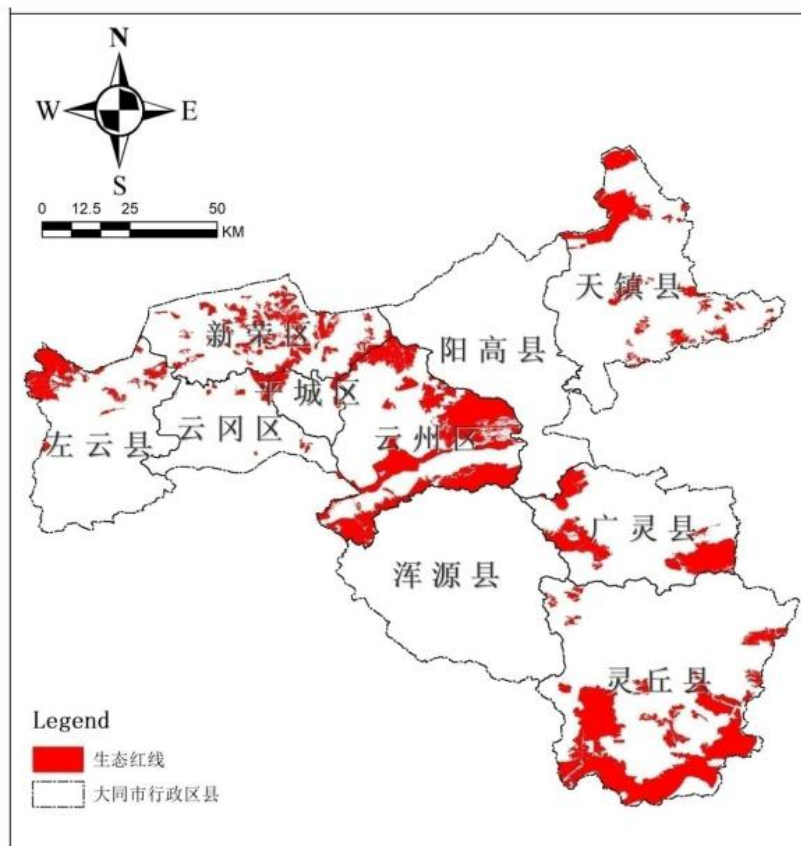 N
W E
S
0 12.5 25 50
KM
天镇县
阳高县
新荣区
平城区
云冈区
左云县
云州区
广灵县
浑源县
灵丘县
Legend
生态红线
大同市行政区县